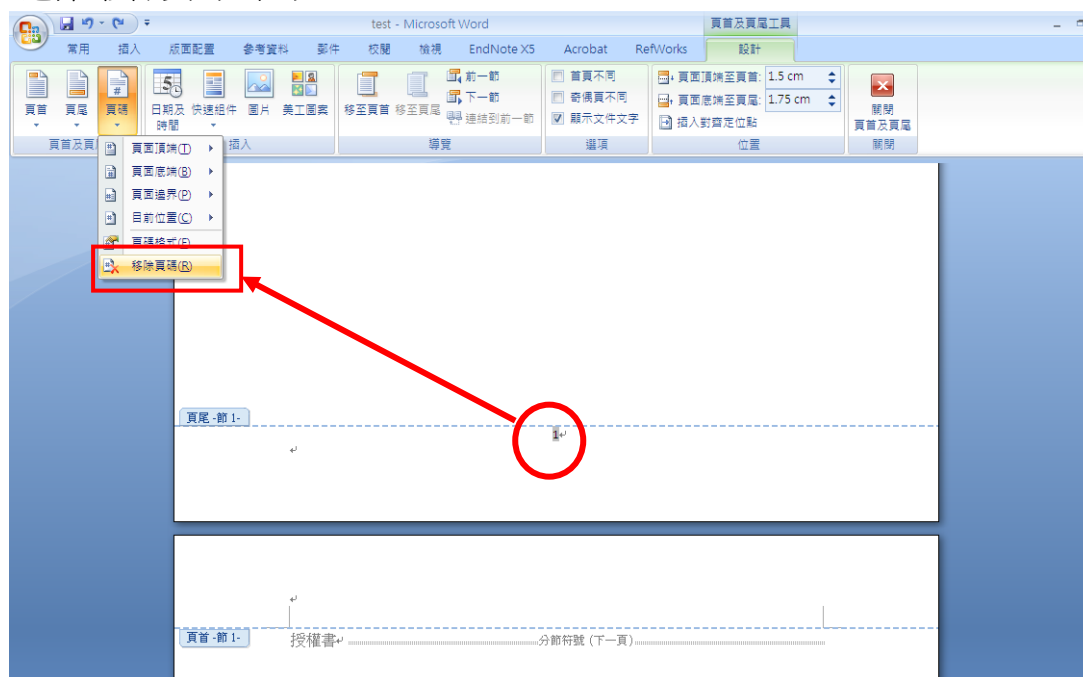 test - Microsoft Word
頁首及頁尾工具
常用 插入 版面配置 參考資料 郵件 校閱 檢視 EndNote X5 Acrobat RefWorks 設計
頁首 頁尾 頁碼 日期及時間 快速組件 圖片 美工圖案 移至頁首 移至頁尾
前一節
下一節
連結到前一節
首頁不同
奇偶頁不同
顯示文件文字
頁面頂端至頁首: 1.5 cm
頁面底端至頁尾: 1.75 cm
插入對齊定位點
關閉
頁首及頁尾
頁首及頁 插入 導覽 選項 位置 關閉
頁面頂端(T)
頁面底端(B)
頁面邊界(P)
目前位置(C)
頁碼格式(F)
移除頁碼(R)
頁尾 -節 1-
1
頁首 -節 1-
授權書 分節符號 (下一頁)